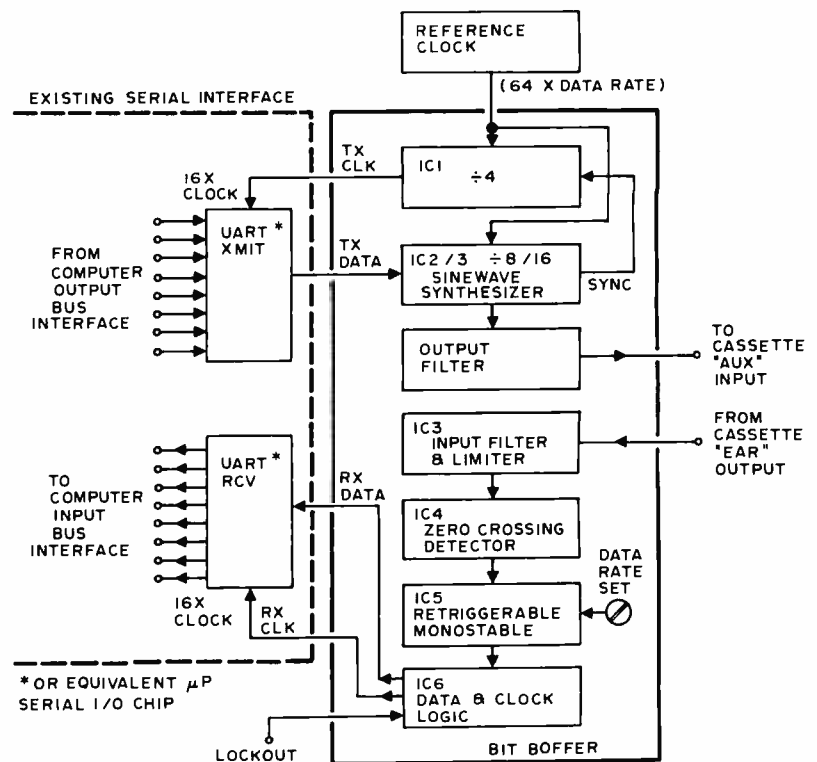 REFERENCE
CLOCK
(64 X DATA RATE)
EXISTING SERIAL INTERFACE
TX
CLK
IC1 ÷4
16X
CLOCK
UART *
XMIT
FROM
COMPUTER
OUTPUT
BUS
INTERFACE
TX
DATA
IC2/3 ÷8/16
SINEWAVE
SYNTHESIZER
SYNC
OUTPUT
FILTER
TO
CASSETTE
"AUX"
INPUT
IC3
INPUT FILTER
& LIMITER
FROM
CASSETTE
"EAR"
OUTPUT
UART *
RCV
RX
DATA
TO
COMPUTER
INPUT
BUS
INTERFACE
IC4
ZERO CROSSING
DETECTOR
DATA
RATE
SET
16X
CLOCK
RX
CLK
IC5
RETRIGGERABLE
MONOSTABLE
IC6
DATA & CLOCK
LOGIC
*OR EQUIVALENT µP
SERIAL I/O CHIP
LOCKOUT
BIT BOFFER